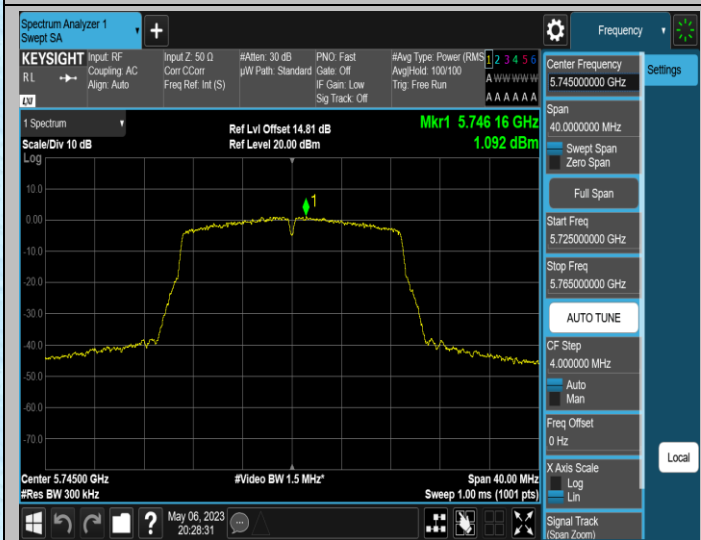 Spectrum Analyzer 1
Swept SA
+
Frequency
KEYSIGHT
Input: RF
Coupling: AC
Align: Auto
RL
LXI
Input Z: 50 Ω
Corr CCorr
Freq Ref: Int (S)
#Atten: 30 dB
µW Path: Standard
PNO: Fast
Gate: Off
IF Gain: Low
Sig Track: Off
#Avg Type: Power (RMS
Avg|Hold: 100/100
Trig: Free Run
1 2 3 4 5 6
A W W W W W
A A A A A A
1 Spectrum
Scale/Div 10 dB
Log
Ref Lvl Offset 14.81 dB
Ref Level 20.00 dBm
Mkr1 5.746 16 GHz
1.092 dBm
10.0
0.00
-10.0
-20.0
-30.0
-40.0
-50.0
-60.0
-70.0
1
Center 5.74500 GHz
#Res BW 300 kHz
#Video BW 1.5 MHz*
Span 40.00 MHz
Sweep 1.00 ms (1001 pts)
?
May 06, 2023
20:28:31
Center Frequency
5.745000000 GHz
Settings
Span
40.0000000 MHz
Swept Span
Zero Span
Full Span
Start Freq
5.725000000 GHz
Stop Freq
5.765000000 GHz
AUTO TUNE
CF Step
4.000000 MHz
Auto
Man
Freq Offset
0 Hz
X Axis Scale
Log
Lin
Local
Signal Track
(Span Zoom)